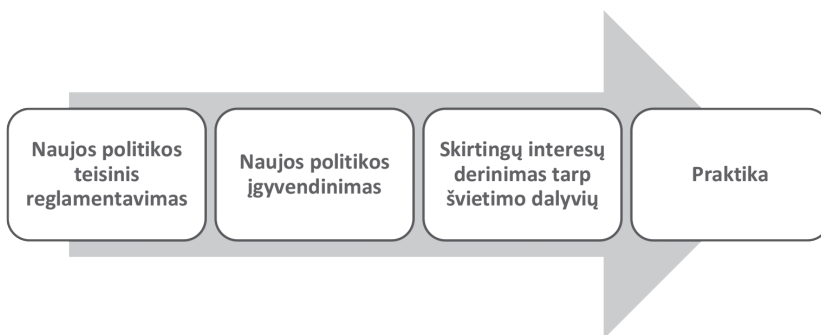 Naujos politikos
teisinis
reglamentavimas
Naujos politikos
įgyvendinimas
Skirtingų interesų
derinimas tarp
švietimo dalyvių
Praktika